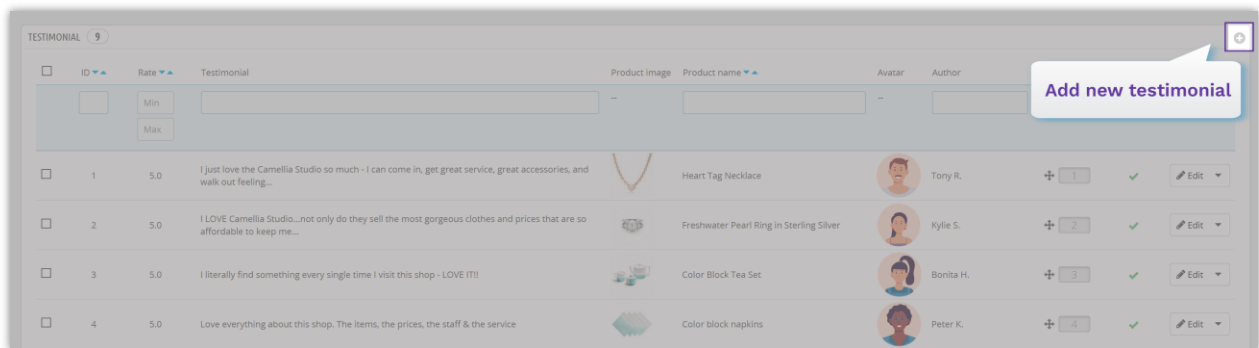 TESTIMONIAL 9
ID Rate Testimonial Product image Product name Avatar Author
Add new testimonial
Min -- --
Max
1 5.0 I just love the Camellia Studio so much - I can come in, get great service, great accessories, and
walk out feeling... Heart Tag Necklace Tony R. 1 Edit
2 5.0 I LOVE Camellia Studio...not only do they sell the most gorgeous clothes and prices that are so
affordable to keep me... Freshwater Pearl Ring in Sterling Silver Kylie S. 2 Edit
3 5.0 I literally find something every single time I visit this shop - LOVE IT!! Color Block Tea Set Bonita H. 3 Edit
4 5.0 Love everything about this shop. The items, the prices, the staff & the service Color block napkins Peter K. 4 Edit